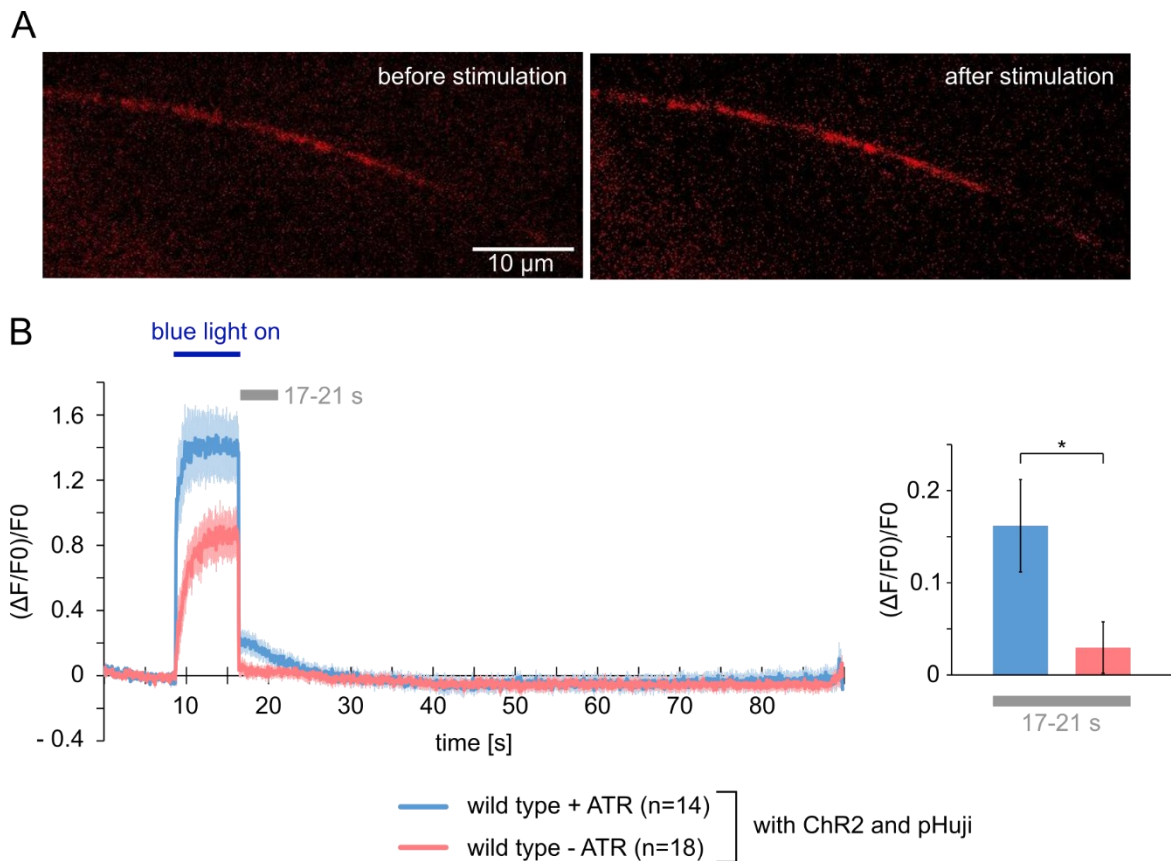 A
before stimulation
after stimulation
10 µm
B
blue light on
17-21 s
1.6
1.2
0.8
0.4
0
- 0.4
(ΔF/F0)/F0
10 20 30 40 50 60 70 80
time [s]
*
0.2
0.1
0
(ΔF/F0)/F0
17-21 s
wild type + ATR (n=14)
wild type - ATR (n=18)
with ChR2 and pHuji